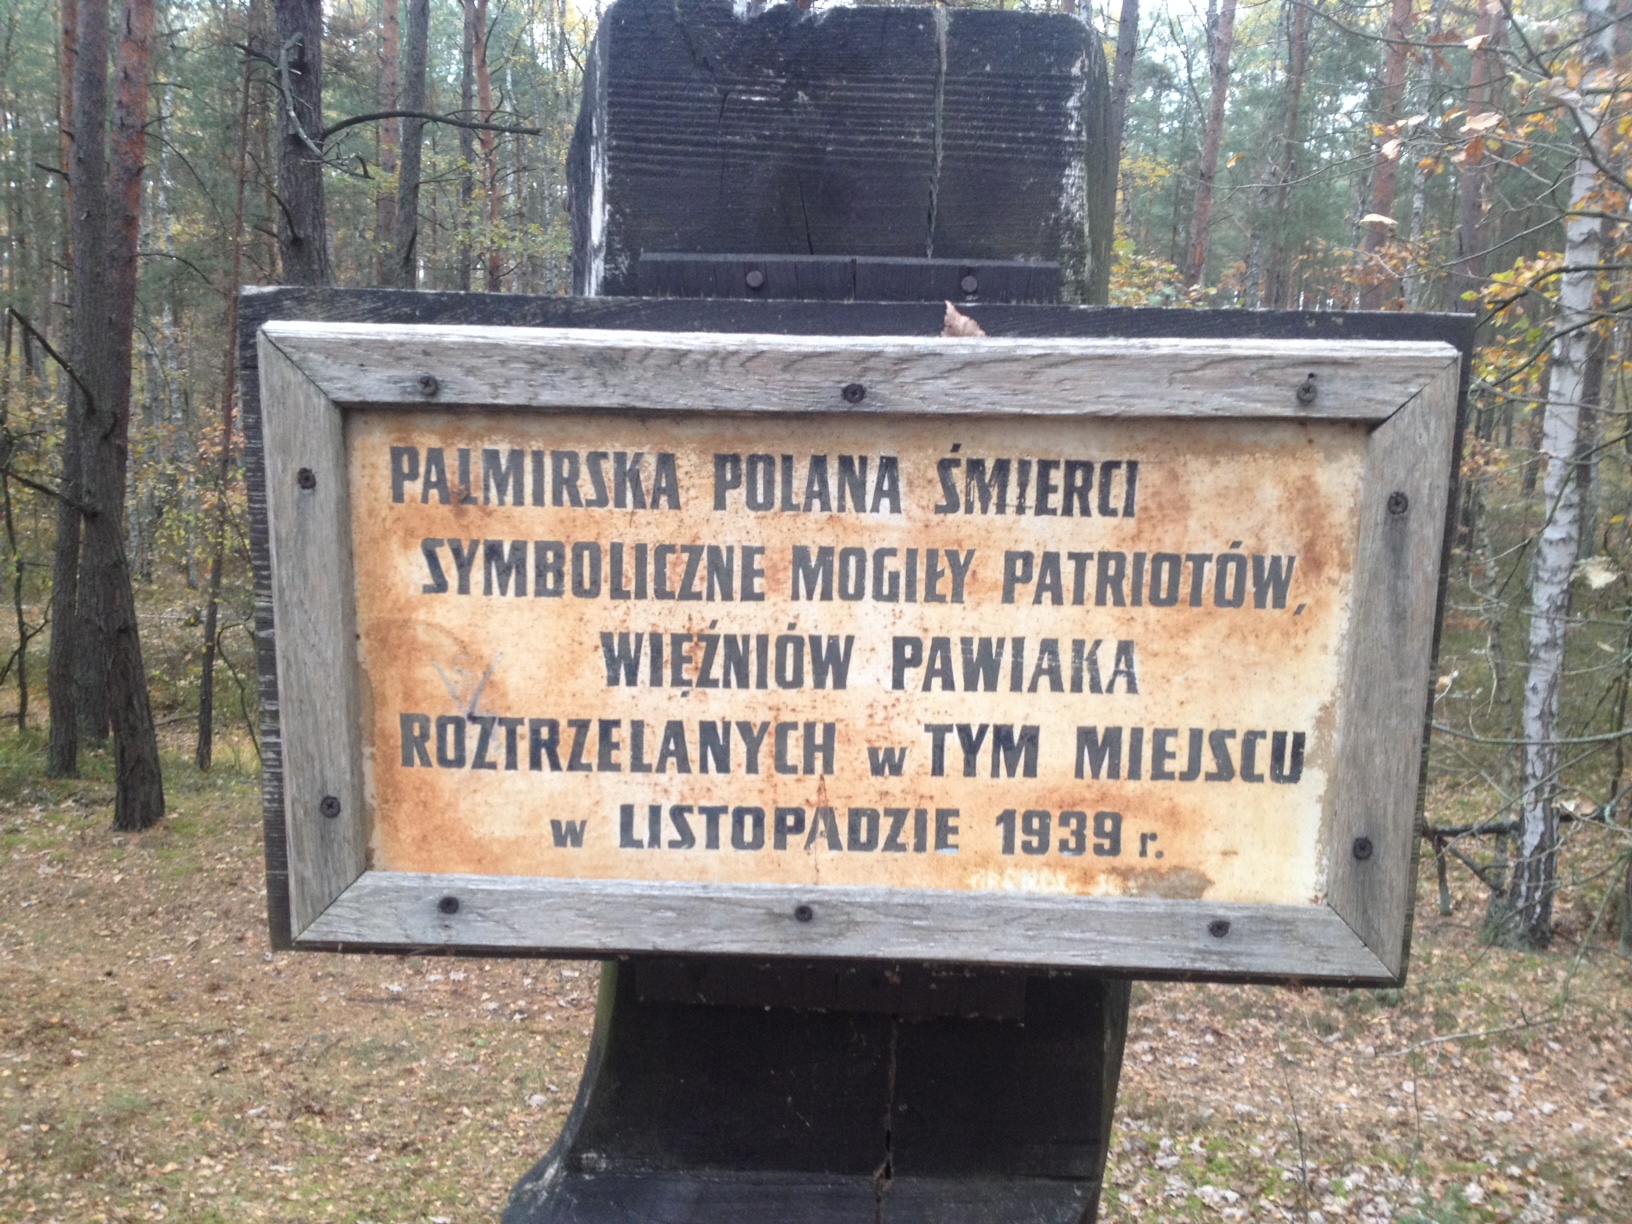 PALMIRSKA POLANA ŚMIERCI
SYMBOLICZNE MOGIŁY PATRIOTÓW,
WIĘŹNIÓW PAWIAKA
ROZTRZELANYCH w TYM MIEJSCU
w LISTOPADZIE 1939 r.